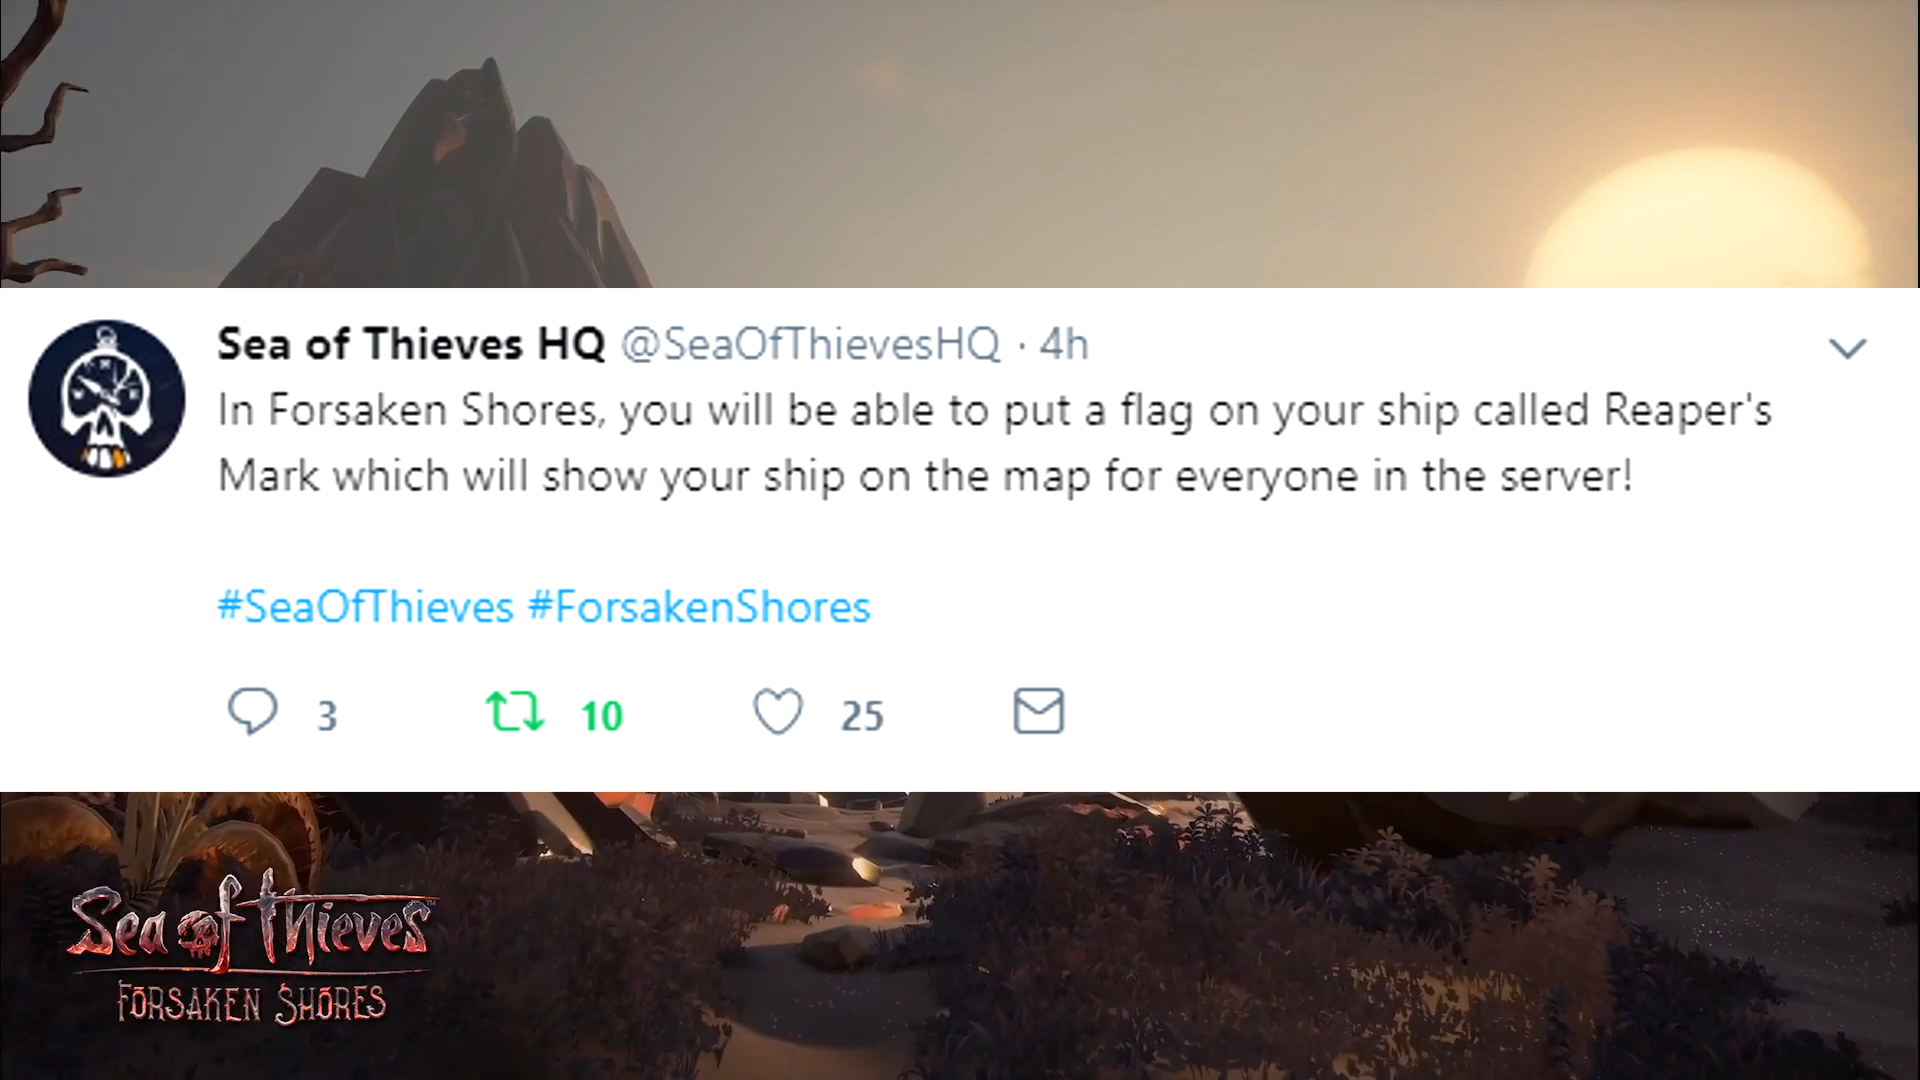 Sea of Thieves HQ @SeaOfThievesHQ · 4h
In Forsaken Shores, you will be able to put a flag on your ship called Reaper's
Mark which will show your ship on the map for everyone in the server!
#SeaOfThieves #ForsakenShores
3 10 25
Sea of Thieves™
FORSAKEN SHORES